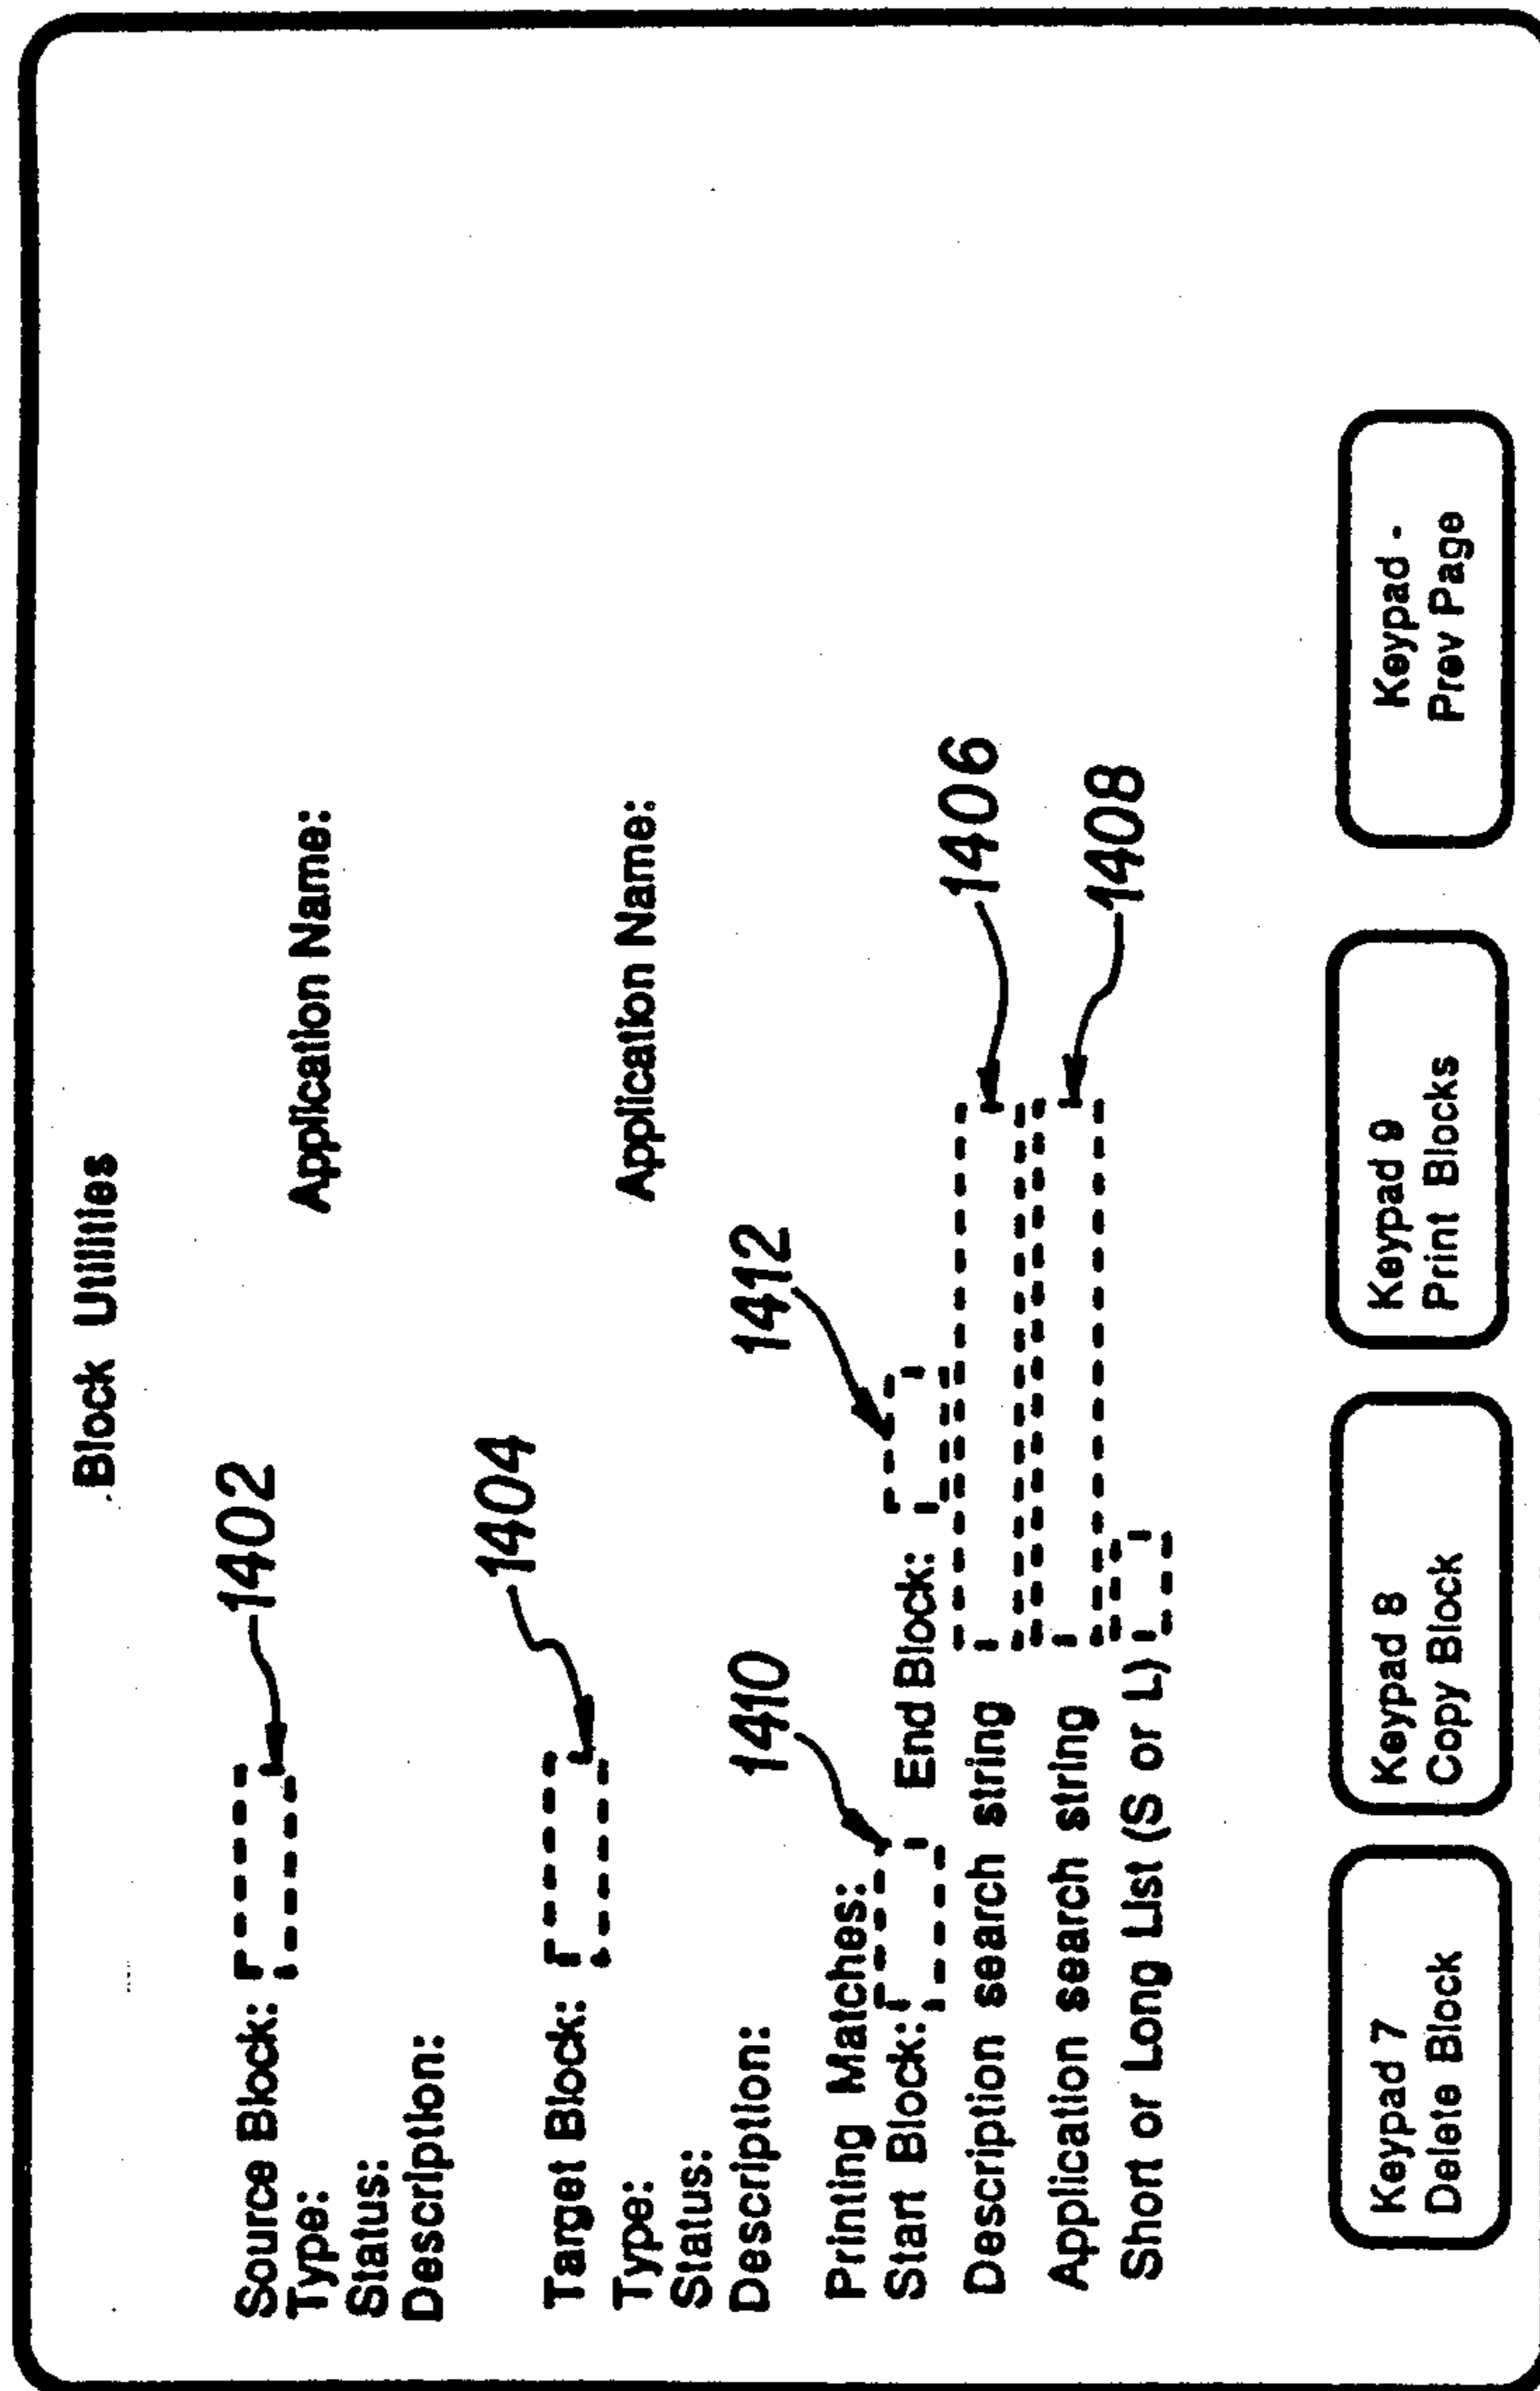 Block Utilities
1402
Source Block:
Type: Application Name:
Status:
Description:
1404
Target Block:
Type: Application Name:
Status:
Description:
1410 1412
Printing Matches:
Start Block: End Block:
1406
Description search string
1408
Application search string
Short or Long List (S or L)
Keypad 7
Delete Block
Keypad 8
Copy Block
Keypad 9
Print Blocks
Keypad -
Prev Page